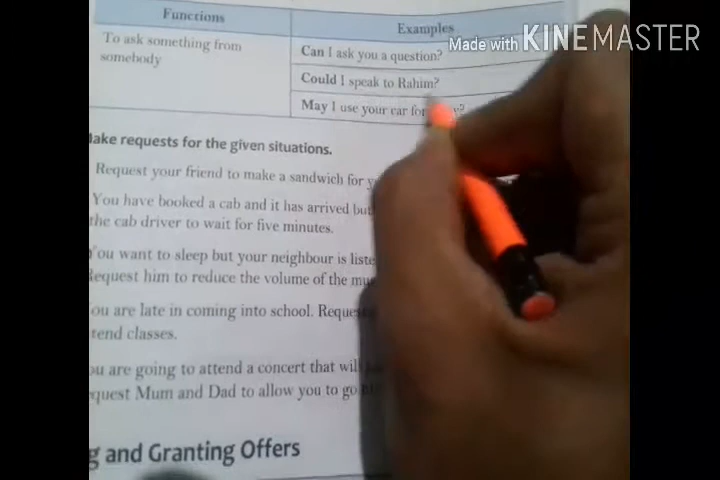 Functions
Examples
Made with KINEMASTER
To ask something from
somebody
Can I ask you a question?
Could I speak to Rahim?
May I use your car for
ake requests for the given situations.
Request your friend to make a sandwich for
You have booked a cab and it has arrived but
the cab driver to wait for five minutes.
You want to sleep but your neighbour is liste
equest him to reduce the volume of the mu
ou are late in coming into school. Reques
tend classes.
ou are going to attend a concert that will
quest Mum and Dad to allow you to go
g and Granting Offers